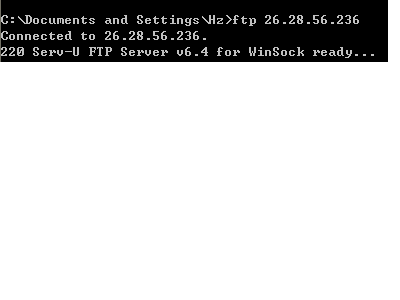 C:\Documents and Settings\Hz>ftp 26.28.56.236
Connected to 26.28.56.236.
220 Serv-U FTP Server v6.4 for WinSock ready...